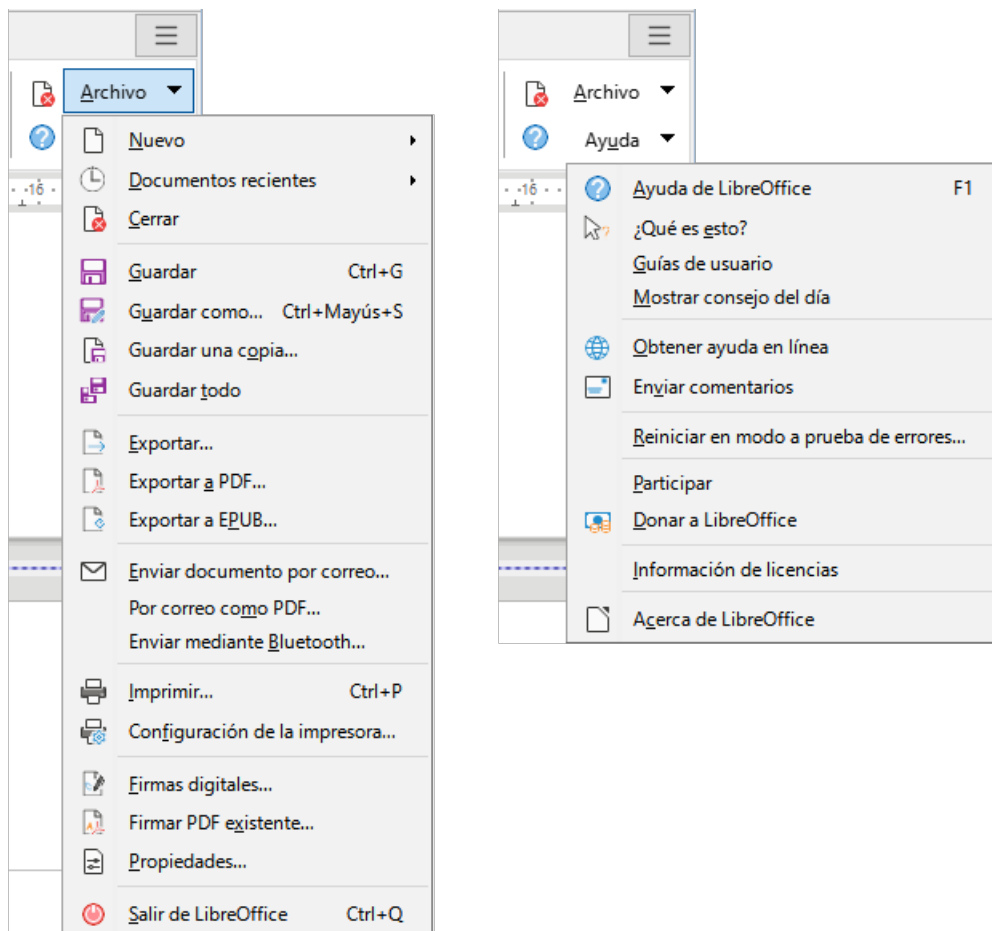 Archivo
Nuevo
Documentos recientes
Cerrar
Guardar Ctrl+G
Guardar como... Ctrl+Mayús+S
Guardar una copia...
Guardar todo
Exportar...
Exportar a PDF...
Exportar a EPUB...
Enviar documento por correo...
Por correo como PDF...
Enviar mediante Bluetooth...
Imprimir... Ctrl+P
Configuración de la impresora...
Firmas digitales...
Firmar PDF existente...
Propiedades...
Salir de LibreOffice Ctrl+Q
16
Archivo
Ayuda
16
Ayuda de LibreOffice F1
¿Qué es esto?
Guías de usuario
Mostrar consejo del día
Obtener ayuda en línea
Enviar comentarios
Reiniciar en modo a prueba de errores...
Participar
Donar a LibreOffice
Información de licencias
Acerca de LibreOffice